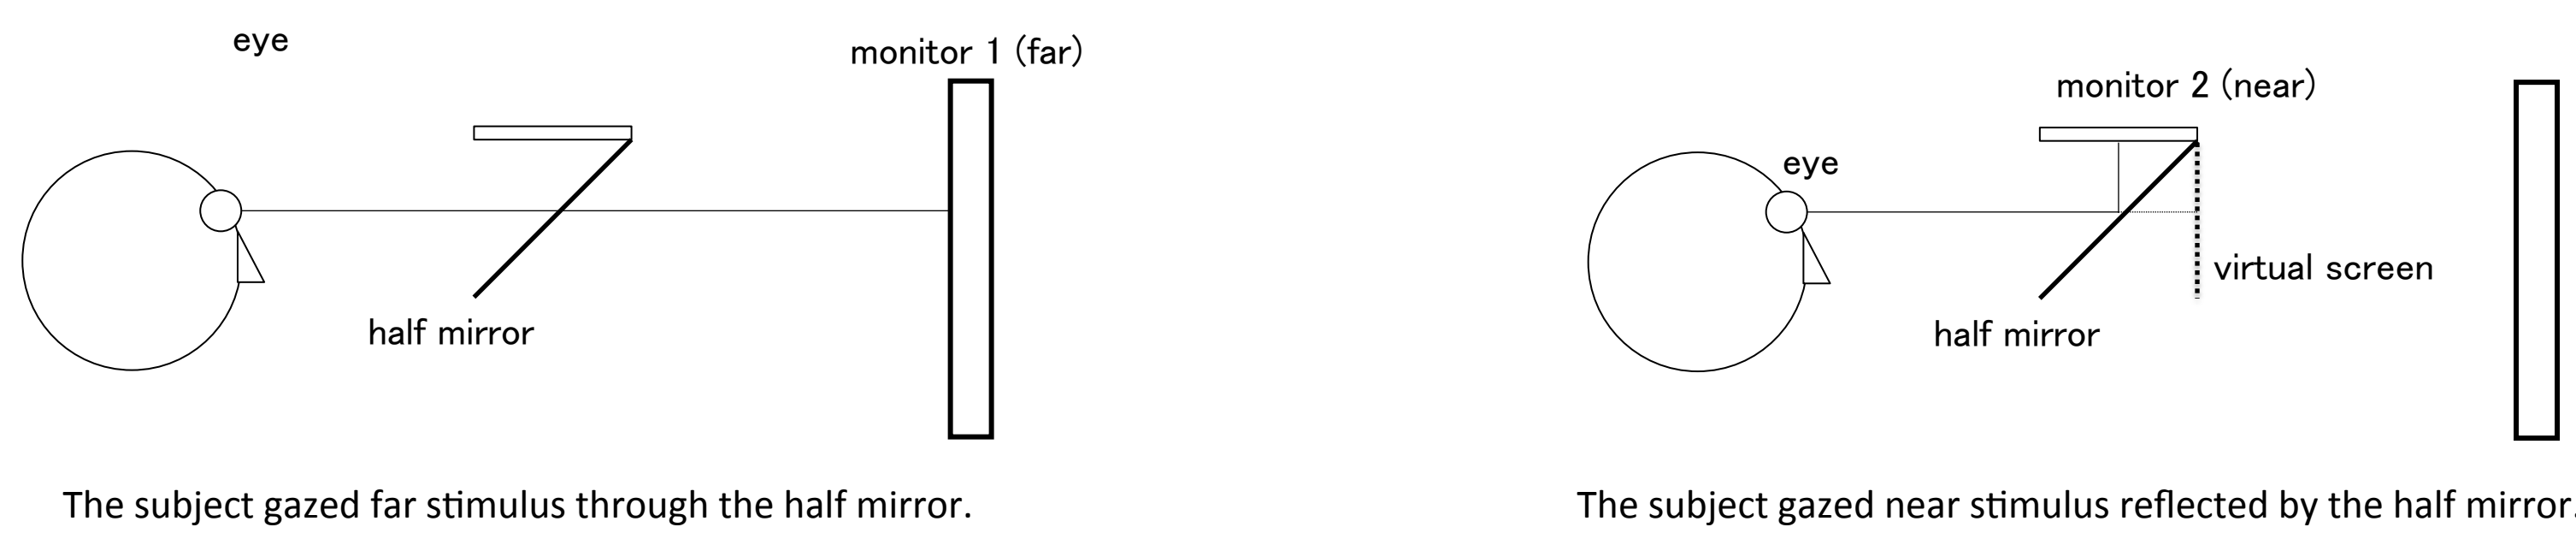 eye
monitor 1 (far)
half mirror
The subject gazed far stimulus through the half mirror.
monitor 2 (near)
eye
virtual screen
half mirror
The subject gazed near stimulus reflected by the half mirror.